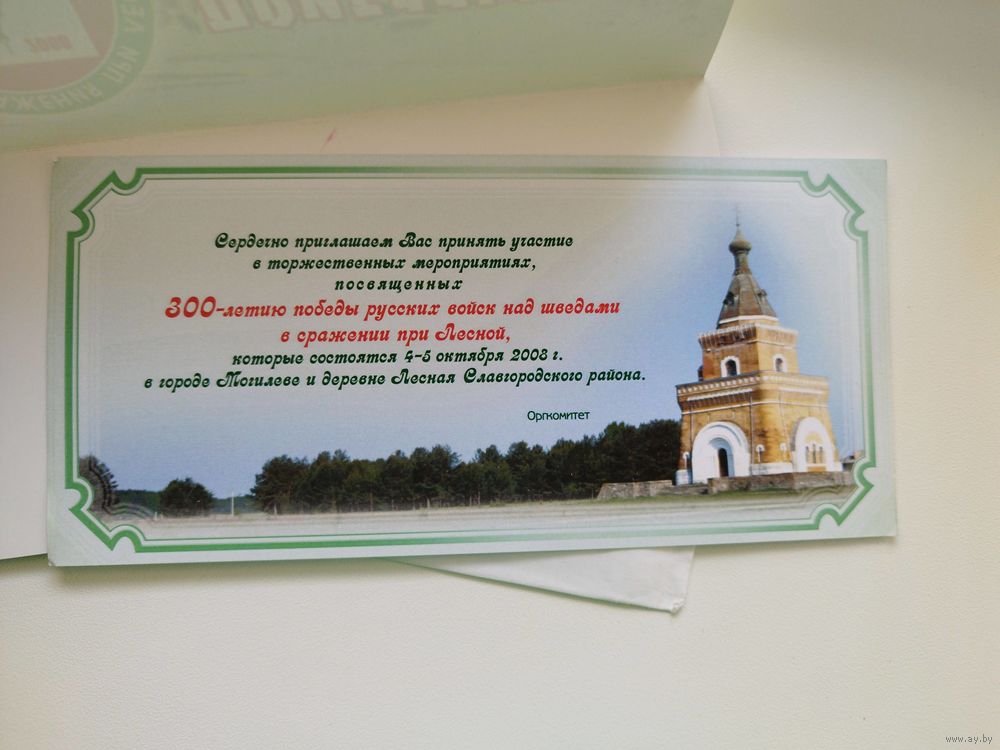 2008
Сердечно приглашаем Вас принять участие
в торжественных мероприятиях,
посвященных
300-летию победы русских войск над шведами
в сражении при Лесной,
которые состоятся 4-5 октября 2008 г.
в городе Могилеве и деревне Лесная Славгородского района.
Оргкомитет
www.ay.by